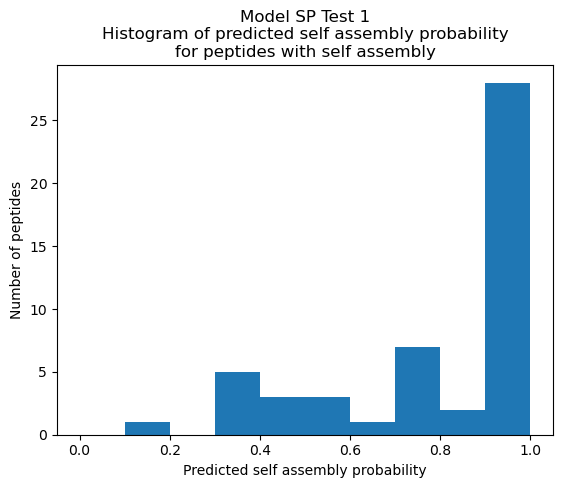 Model SP Test 1
Histogram of predicted self assembly probability
for peptides with self assembly
Number of peptides
25
20
15
10
5
0
0.0 0.2 0.4 0.6 0.8 1.0
Predicted self assembly probability